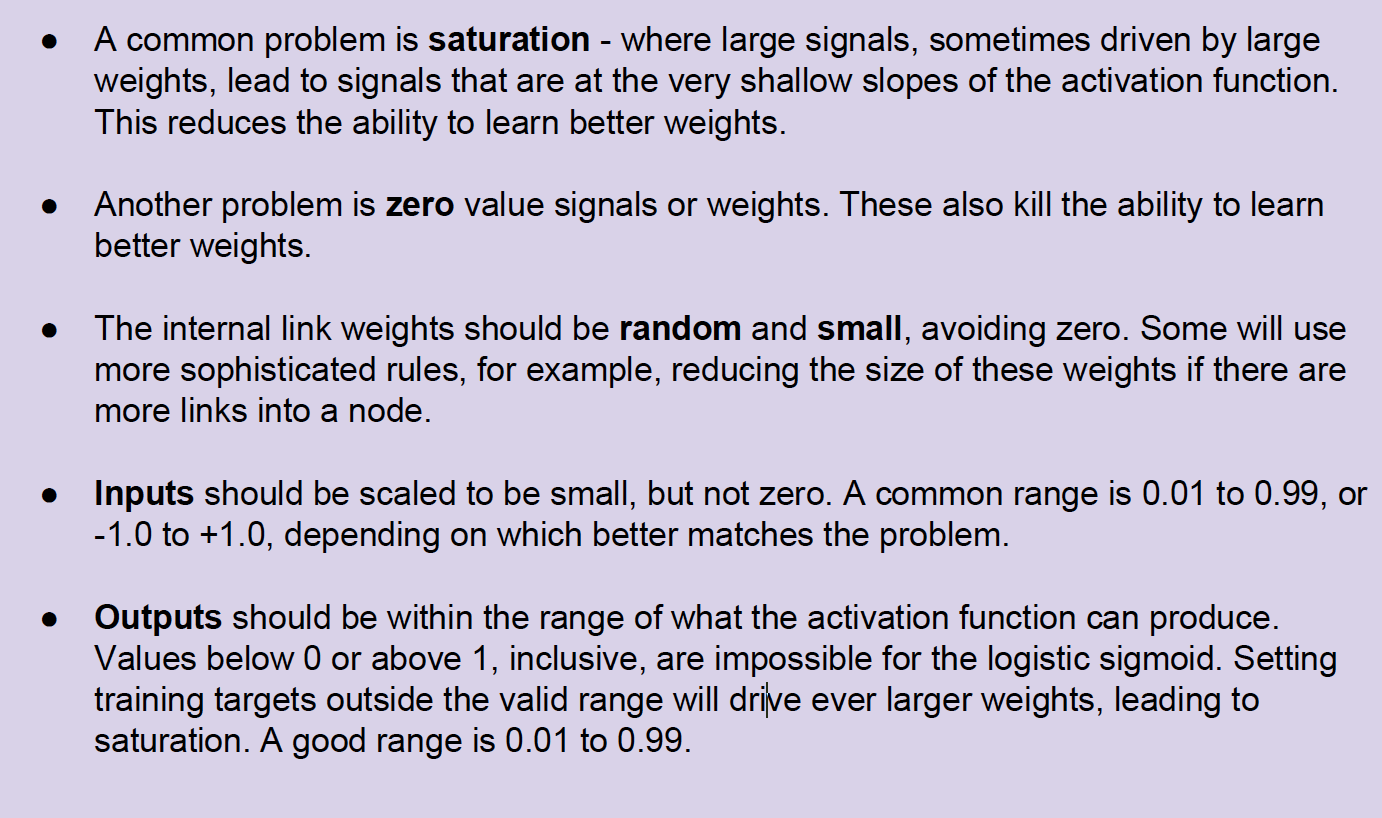 ● A common problem is saturation - where large signals, sometimes driven by large
weights, lead to signals that are at the very shallow slopes of the activation function.
This reduces the ability to learn better weights.
● Another problem is zero value signals or weights. These also kill the ability to learn
better weights.
● The internal link weights should be random and small, avoiding zero. Some will use
more sophisticated rules, for example, reducing the size of these weights if there are
more links into a node.
● Inputs should be scaled to be small, but not zero. A common range is 0.01 to 0.99, or
-1.0 to +1.0, depending on which better matches the problem.
● Outputs should be within the range of what the activation function can produce.
Values below 0 or above 1, inclusive, are impossible for the logistic sigmoid. Setting
training targets outside the valid range will drive ever larger weights, leading to
saturation. A good range is 0.01 to 0.99.